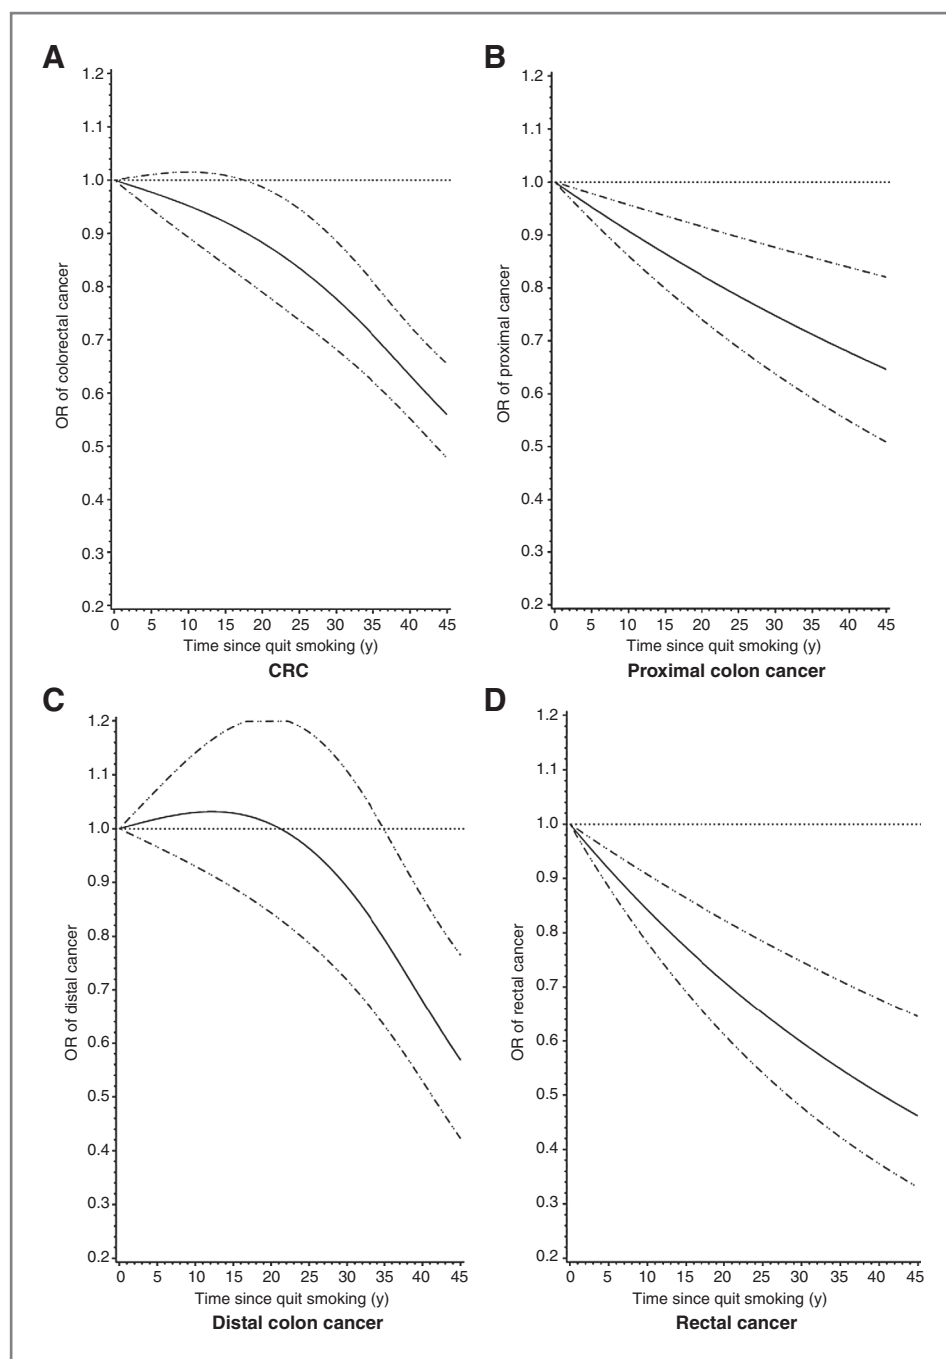 A
1.2
1.1
1.0
0.9
0.8
0.7
0.6
0.5
0.4
0.3
0.2
OR of colorectal cancer
0 5 10 15 20 25 30 35 40 45
Time since quit smoking (y)
CRC
B
1.2
1.1
1.0
0.9
0.8
0.7
0.6
0.5
0.4
0.3
0.2
OR of proximal cancer
0 5 10 15 20 25 30 35 40 45
Time since quit smoking (y)
Proximal colon cancer
C
1.2
1.1
1.0
0.9
0.8
0.7
0.6
0.5
0.4
0.3
0.2
OR of distal cancer
0 5 10 15 20 25 30 35 40 45
Time since quit smoking (y)
Distal colon cancer
D
1.2
1.1
1.0
0.9
0.8
0.7
0.6
0.5
0.4
0.3
0.2
OR of rectal cancer
0 5 10 15 20 25 30 35 40 45
Time since quit smoking (y)
Rectal cancer